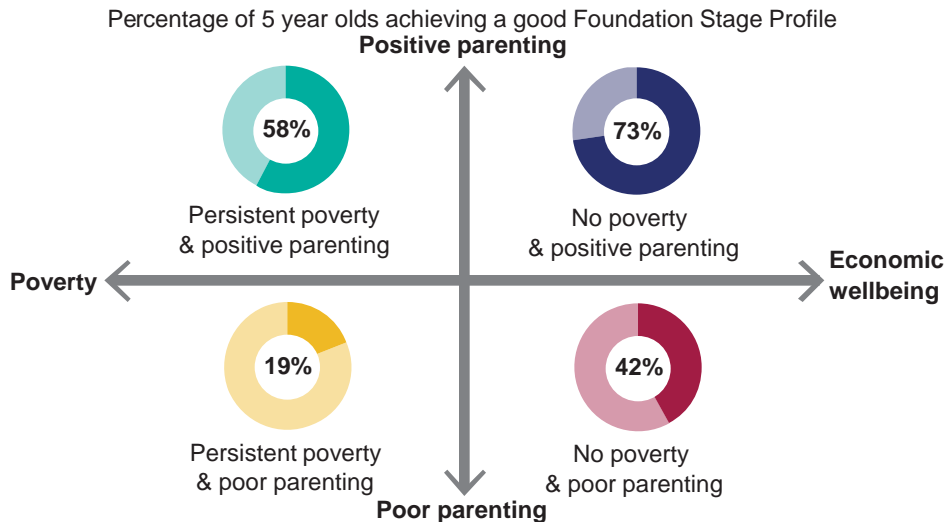 Percentage of 5 year olds achieving a good Foundation Stage Profile
Positive parenting
58%
73%
Persistent poverty
& positive parenting
No poverty
& positive parenting
Poverty
Economic
wellbeing
19%
42%
Persistent poverty
& poor parenting
No poverty
& poor parenting
Poor parenting